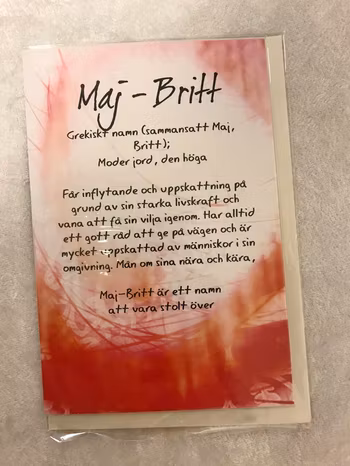 Maj - Britt
Grekiskt namn (sammansatt Maj,
Britt);
Moder jord, den höga
Får inflytande och uppskattning på
grund av sin starka livskraft och
vana att få sin vilja igenom. Har alltid
ett gott råd att ge på vägen och är
mycket uppskattad av människor i sin
omgivning. Mån om sina nära och kära,
Maj-Britt är ett namn
att vara stolt över